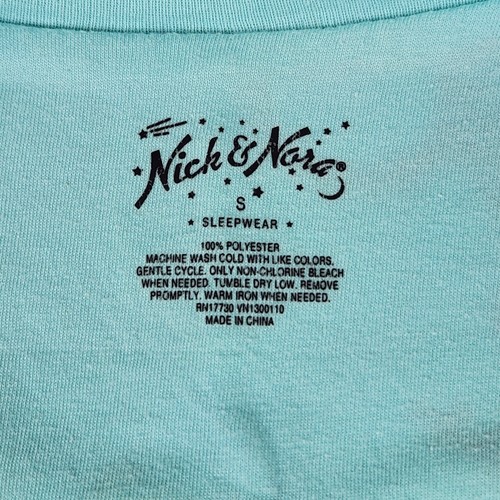 Nick & Nora®
S
★ SLEEPWEAR ★
100% POLYESTER
MACHINE WASH COLD WITH LIKE COLORS.
GENTLE CYCLE. ONLY NON-CHLORINE BLEACH
WHEN NEEDED. TUMBLE DRY LOW. REMOVE
PROMPTLY. WARM IRON WHEN NEEDED.
RN17730 VN1300110
MADE IN CHINA